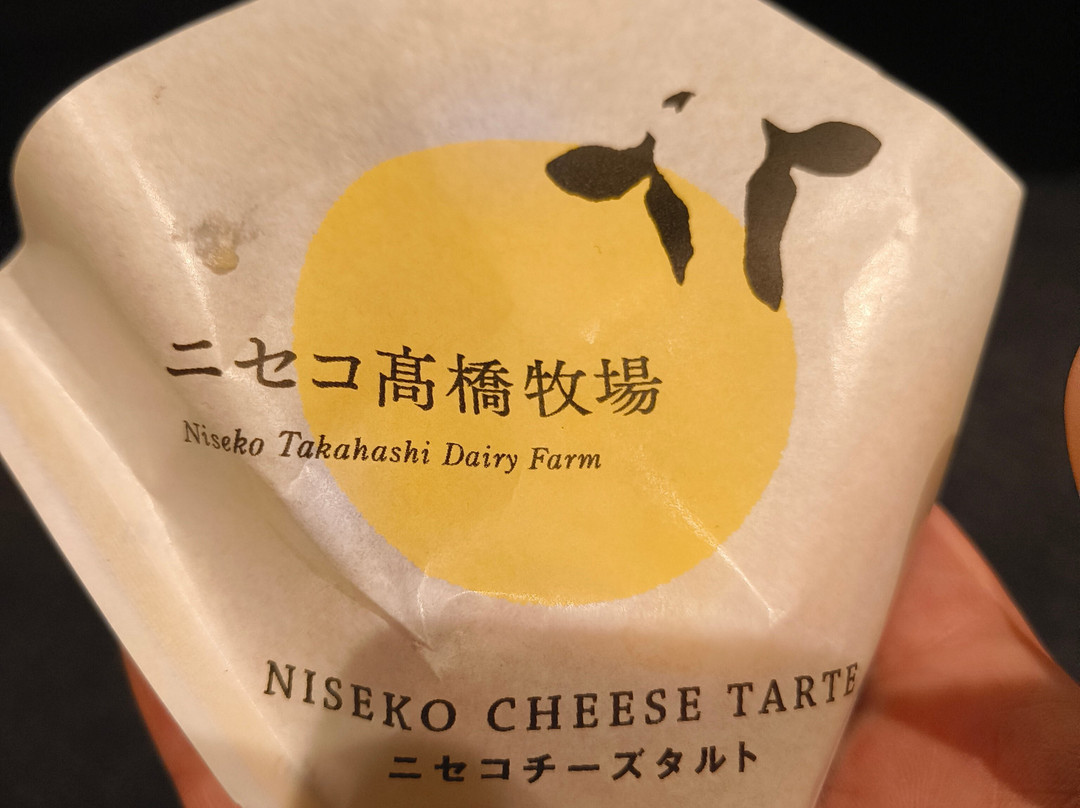 ニセコ髙橋牧場
Niseko Takahashi Dairy Farm
NISEKO CHEESE TARTE
ニセコチーズタルト